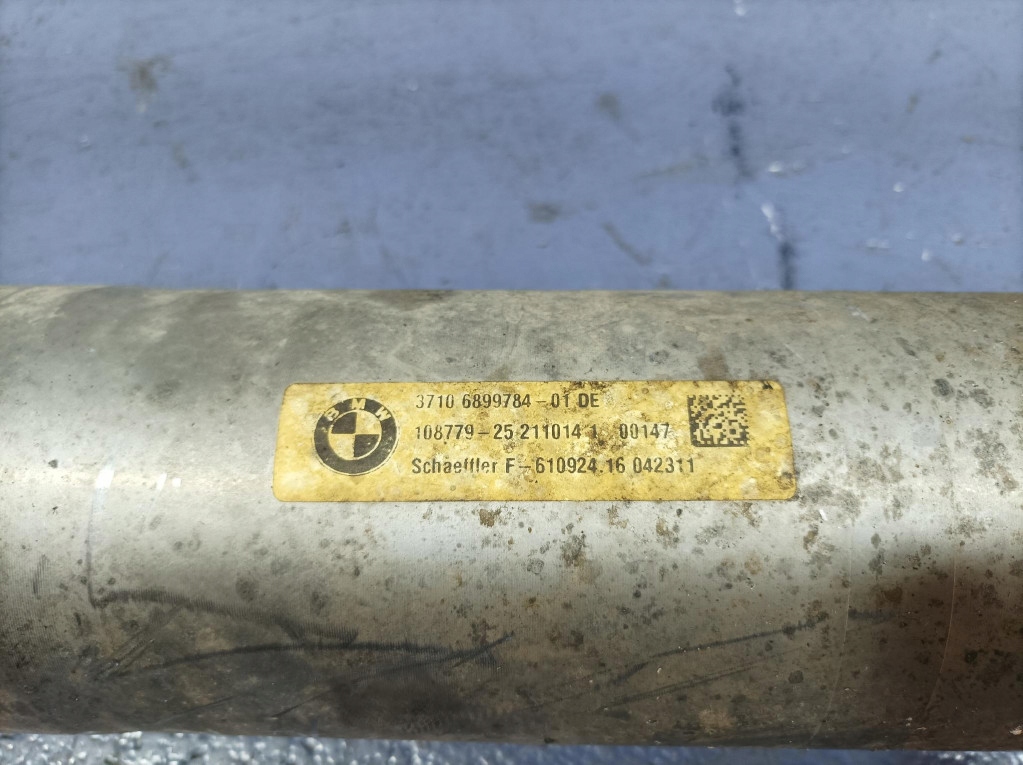 BMW
3710 6899784-01 DE
108779-25 211014 1 00147
Schaeffler F-610924.16 042311